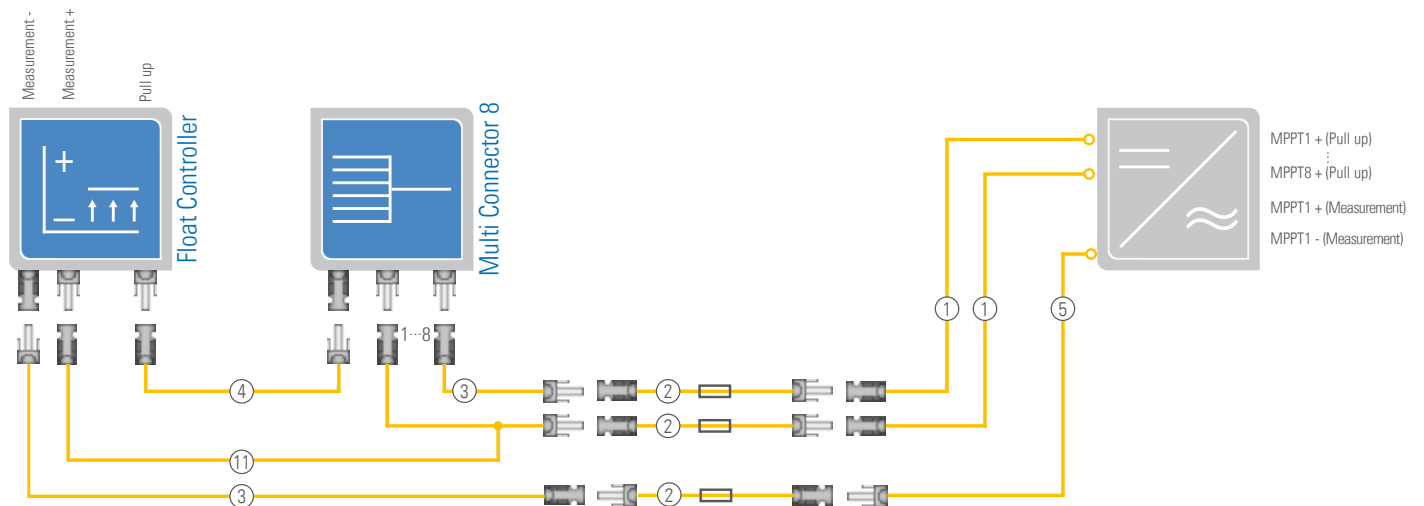 Measurement -
Measurement +
Pull up
Float Controller
Multi Connector 8
MPPT1 + (Pull up)
⋮
MPPT8 + (Pull up)
MPPT1 + (Measurement)
MPPT1 - (Measurement)
1 1 5
1···8
4 3 2
2
11
3 2